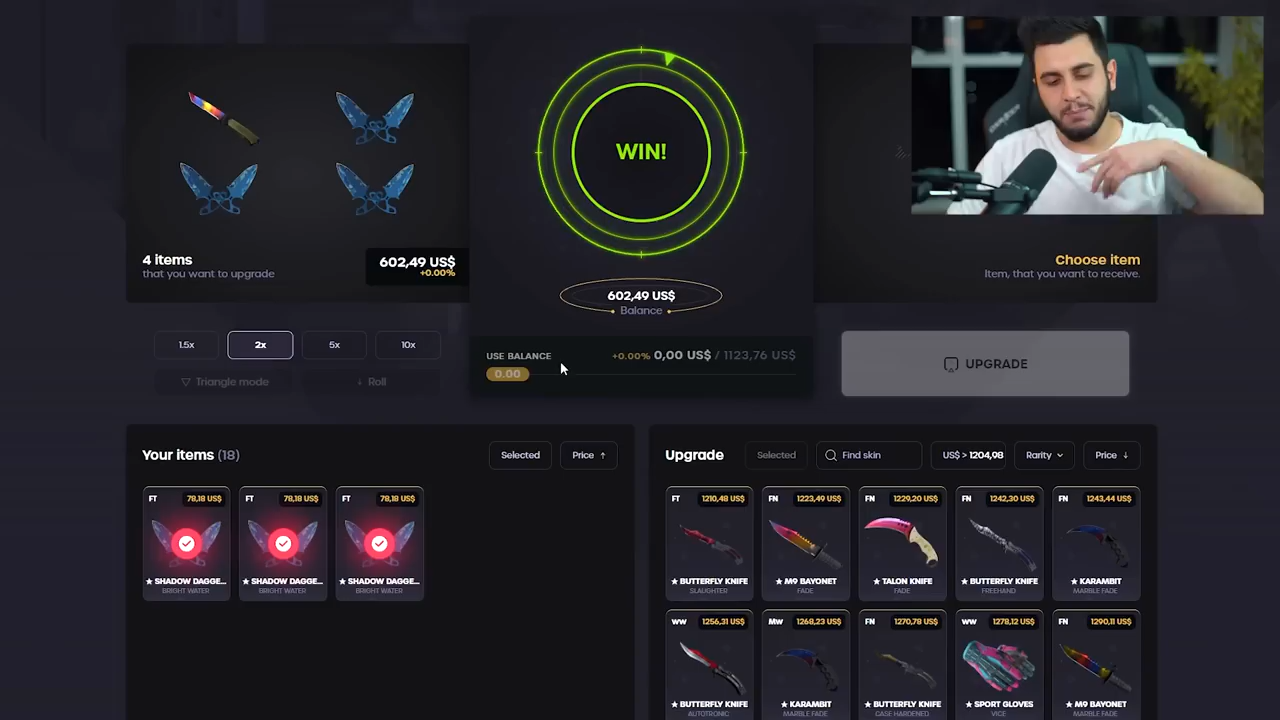 WIN!
4 items
that you want to upgrade
602,49 US$
+0.00%
602,49 US$
Balance
Choose item
Item, that you want to receive.
1.5x
2x
5x
10x
Triangle mode
Roll
USE BALANCE
+0.00% 0,00 US$ / 1123,76 US$
0.00
UPGRADE
Your items (18)
Selected
Price ↑
FT 78,18 US$
★ SHADOW DAGGE...
BRIGHT WATER
FT 78,18 US$
★ SHADOW DAGGE...
BRIGHT WATER
FT 78,18 US$
★ SHADOW DAGGE...
BRIGHT WATER
Upgrade
Selected
Find skin
US$ > 1204,98
Rarity
Price ↓
FT 1210,48 US$
★ BUTTERFLY KNIFE
SLAUGHTER
FN 1223,49 US$
★ M9 BAYONET
FADE
FN 1229,20 US$
★ TALON KNIFE
FADE
FN 1242,30 US$
★ BUTTERFLY KNIFE
FREEHAND
FN 1243,44 US$
★ KARAMBIT
MARBLE FADE
WW 1256,31 US$
★ BUTTERFLY KNIFE
AUTOTRONIC
MW 1268,23 US$
★ KARAMBIT
MARBLE FADE
FN 1270,78 US$
★ BUTTERFLY KNIFE
CASE HARDENED
WW 1278,12 US$
★ SPORT GLOVES
VICE
FN 1290,11 US$
★ M9 BAYONET
MARBLE FADE